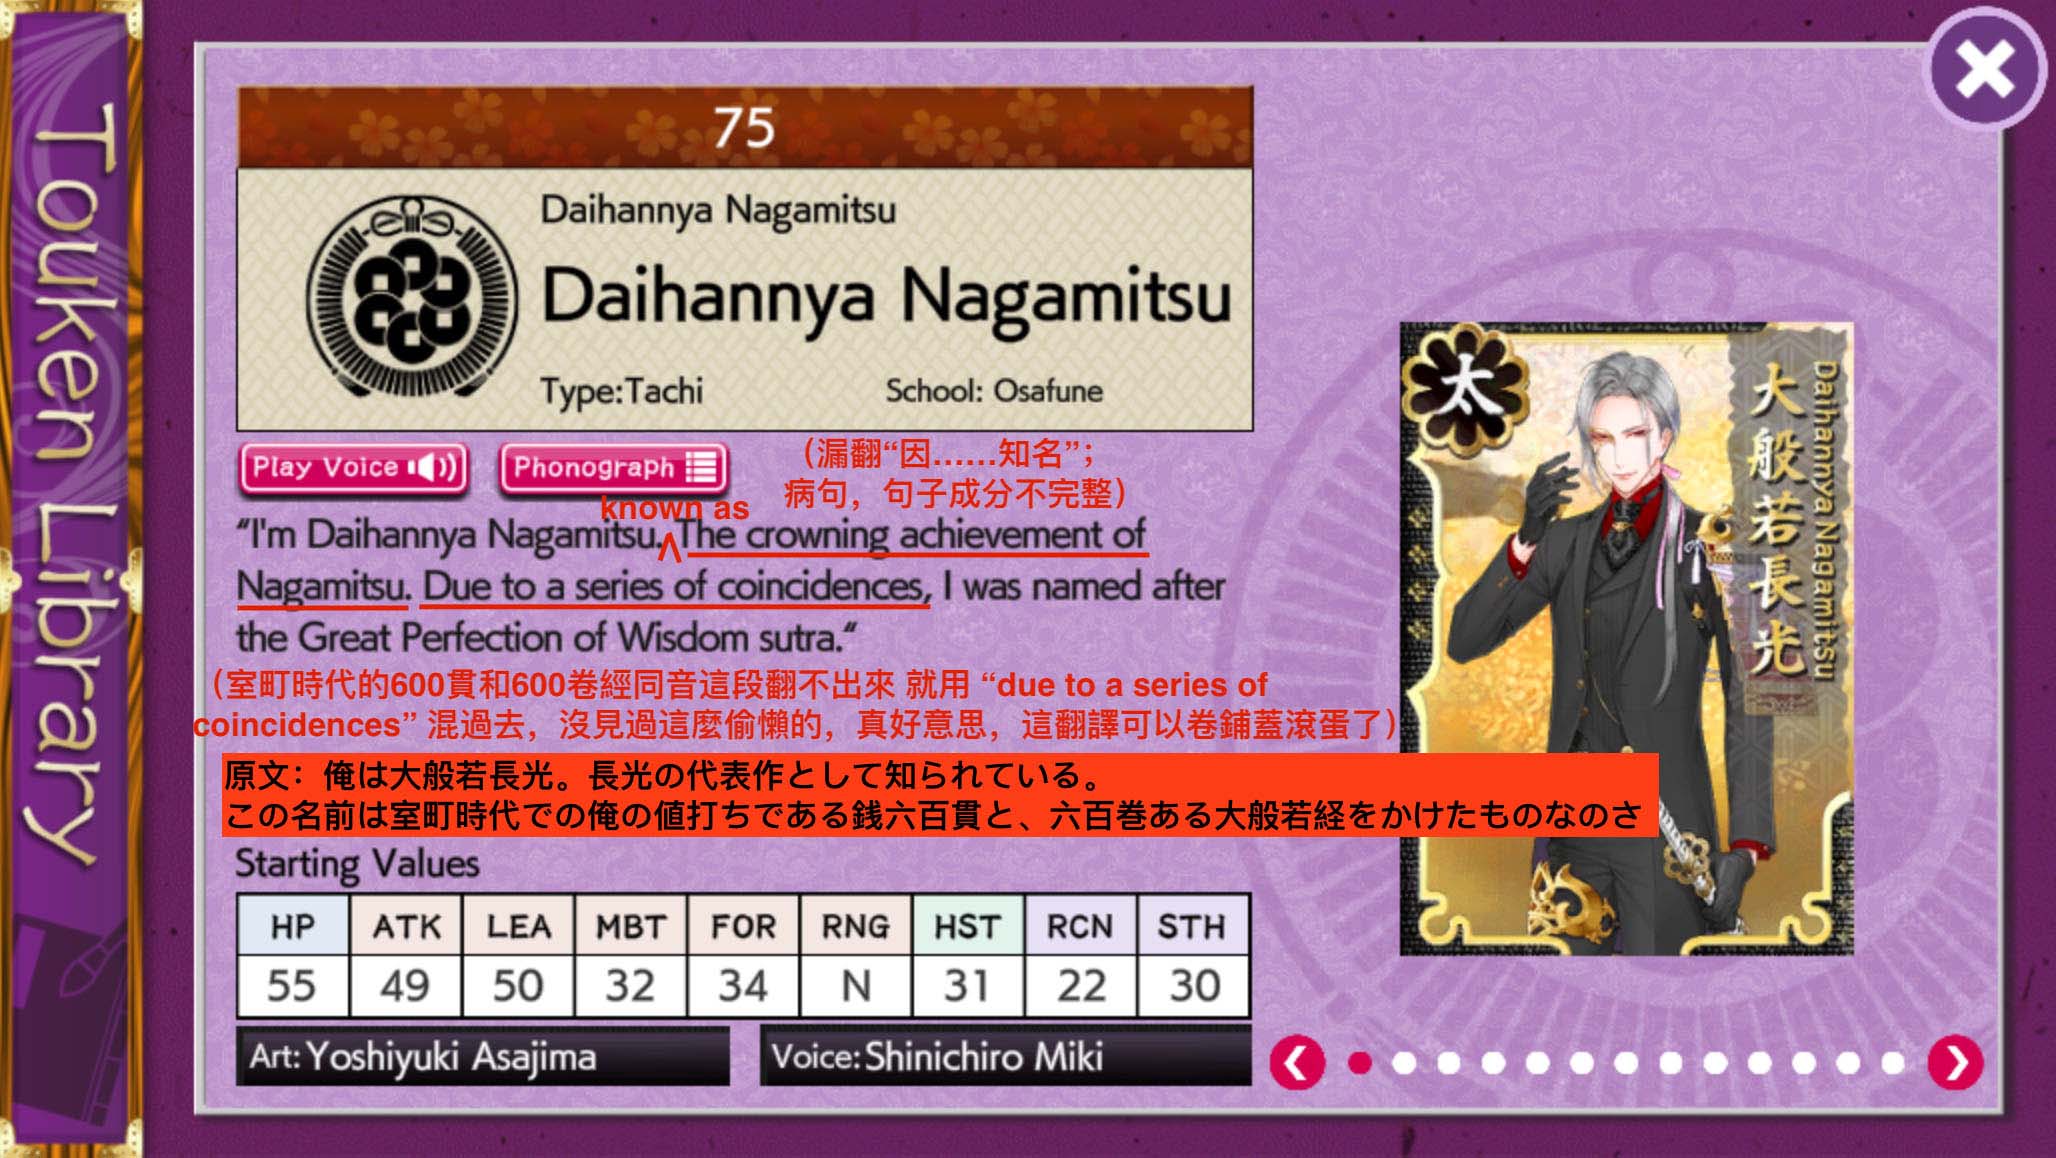 Touken Library
75
Daihannya Nagamitsu
Daihannya Nagamitsu
Type:Tachi
School: Osafune
Play Voice
Phonograph
（漏翻“因……知名”；
病句，句子成分不完整）
known as
“I'm Daihannya Nagamitsu. The crowning achievement of
Nagamitsu. Due to a series of coincidences, I was named after
the Great Perfection of Wisdom sutra.“
（室町時代的600貫和600卷經同音這段翻不出來 就用 “due to a series of
coincidences” 混過去，沒見過這麼偷懶的，真好意思，這翻譯可以卷鋪蓋滾蛋了）
原文：俺は大般若長光。長光の代表作として知られている。
この名前は室町時代での俺の値打ちである銭六百貫と、六百巻ある大般若経をかけたものなのさ
Starting Values
HP ATK LEA MBT FOR RNG HST RCN STH
55 49 50 32 34 N 31 22 30
Art: Yoshiyuki Asajima
Voice: Shinichiro Miki
太
大般若長光
Daihannya Nagamitsu